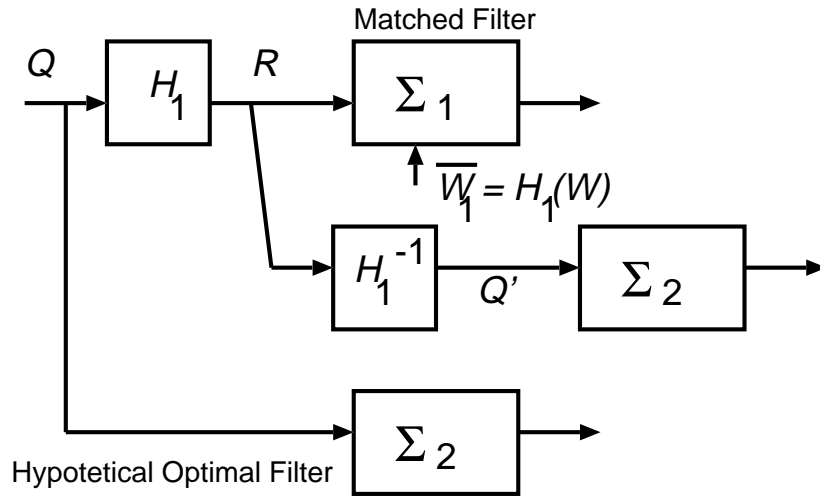 Matched Filter
Q
H1
R
Σ1
W̅1 = H1(W)
H1^-1
Q’
Σ2
Σ2
Hypotetical Optimal Filter